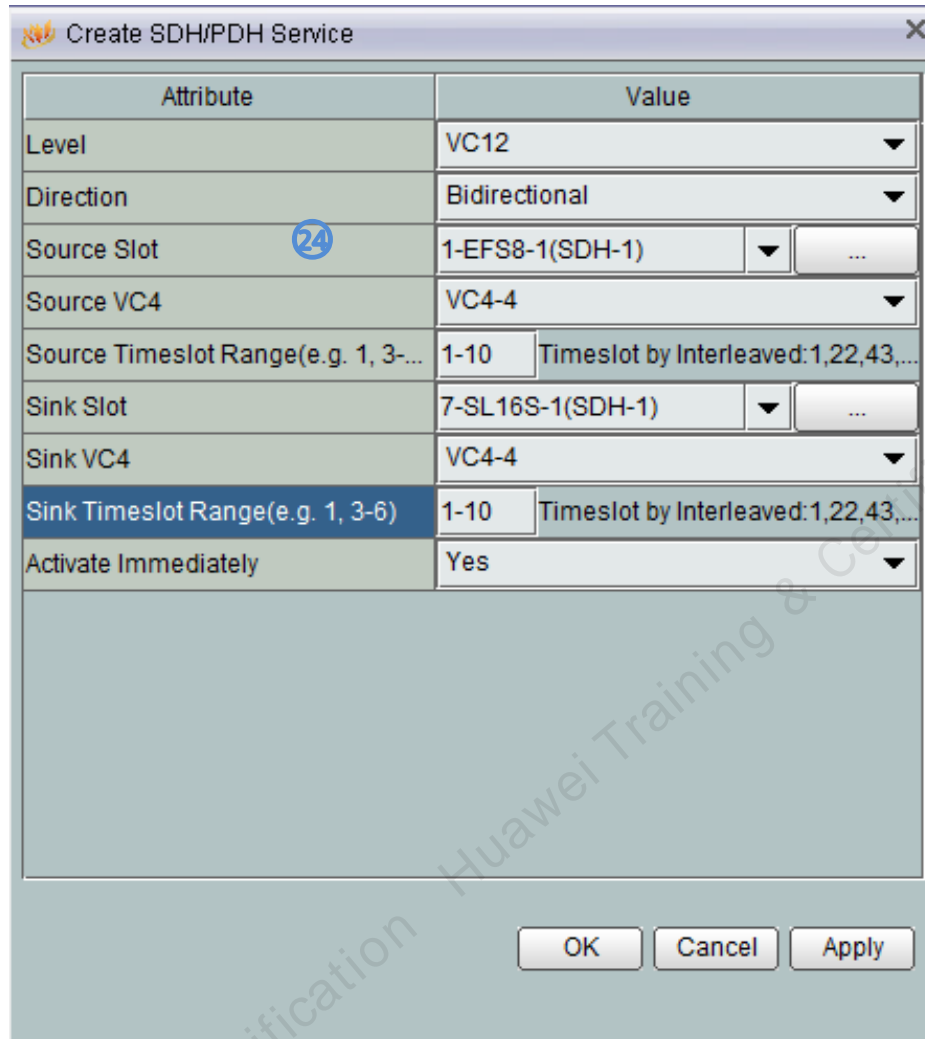 Create SDH/PDH Service
Attribute Value
Level VC12
Direction Bidirectional
Source Slot 24 1-EFS8-1(SDH-1) ...
Source VC4 VC4-4
Source Timeslot Range(e.g. 1, 3-... 1-10 Timeslot by Interleaved:1,22,43,...
Sink Slot 7-SL16S-1(SDH-1) ...
Sink VC4 VC4-4
Sink Timeslot Range(e.g. 1, 3-6) 1-10 Timeslot by Interleaved:1,22,43,...
Activate Immediately Yes
OK Cancel Apply
Huawei Training &